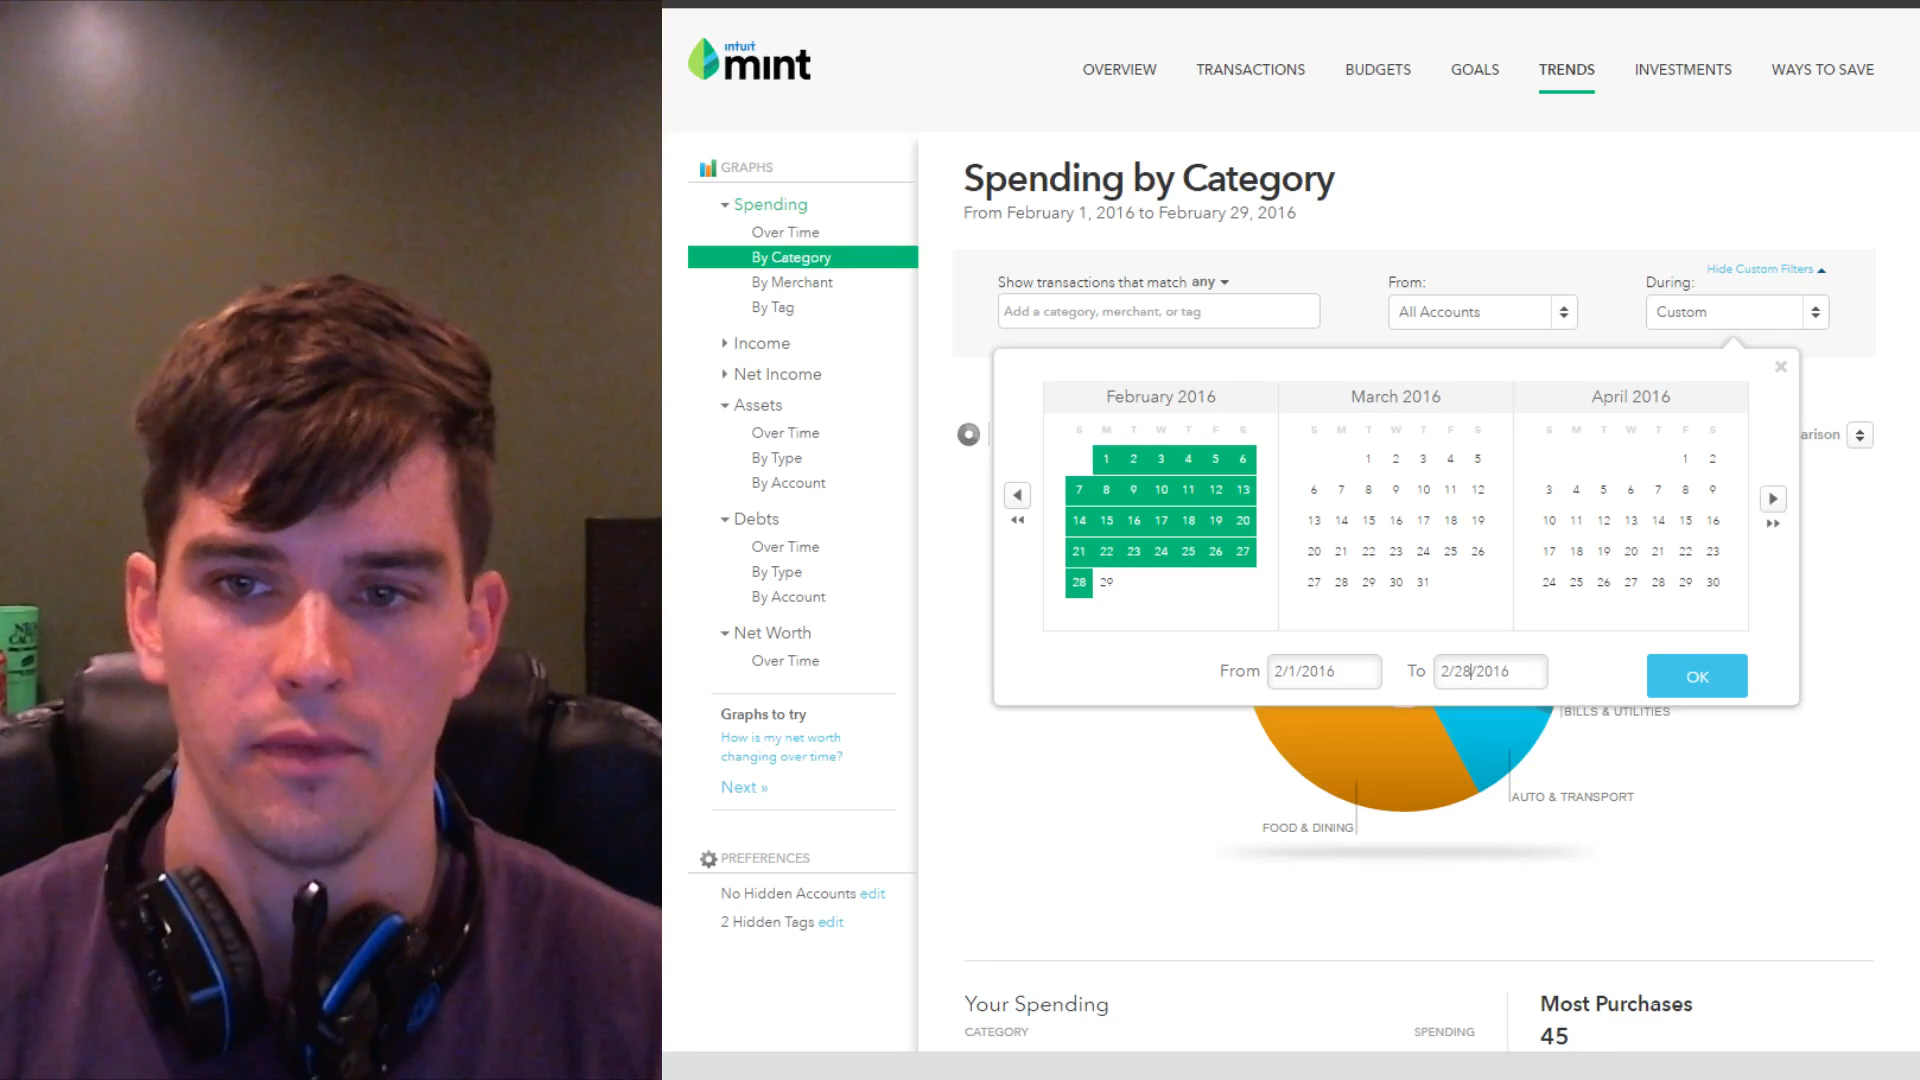 intuit
mint
OVERVIEW TRANSACTIONS BUDGETS GOALS TRENDS INVESTMENTS WAYS TO SAVE
GRAPHS
Spending
Over Time
By Category
By Merchant
By Tag
Income
Net Income
Assets
Over Time
By Type
By Account
Debts
Over Time
By Type
By Account
Net Worth
Over Time
Graphs to try
How is my net worth
changing over time?
Next »
PREFERENCES
No Hidden Accounts edit
2 Hidden Tags edit
Spending by Category
From February 1, 2016 to February 29, 2016
Hide Custom Filters
Show transactions that match any
Add a category, merchant, or tag
From:
All Accounts
During:
Custom
arison
February 2016
S M T W T F S
1 2 3 4 5 6
7 8 9 10 11 12 13
14 15 16 17 18 19 20
21 22 23 24 25 26 27
28 29
March 2016
S M T W T F S
1 2 3 4 5
6 7 8 9 10 11 12
13 14 15 16 17 18 19
20 21 22 23 24 25 26
27 28 29 30 31
April 2016
S M T W T F S
1 2
3 4 5 6 7 8 9
10 11 12 13 14 15 16
17 18 19 20 21 22 23
24 25 26 27 28 29 30
From 2/1/2016 To 2/28/2016 OK
BILLS & UTILITIES
AUTO & TRANSPORT
FOOD & DINING
Your Spending
CATEGORY SPENDING
Most Purchases
45